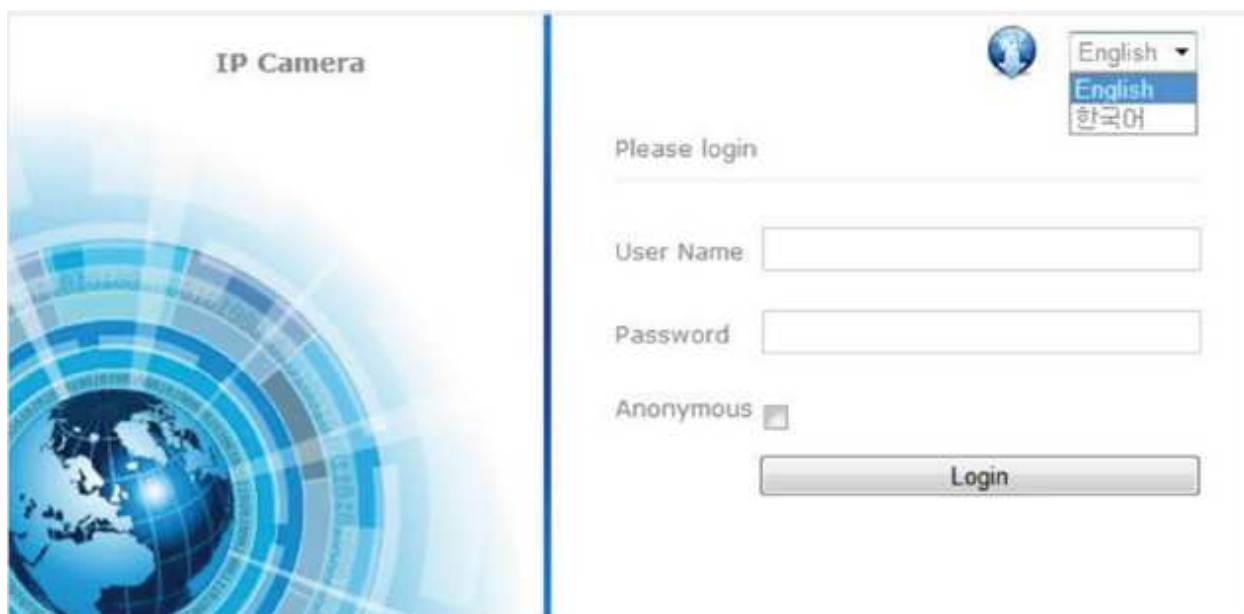 IP Camera
English
English
한국어
Please login
User Name
Password
Anonymous
Login